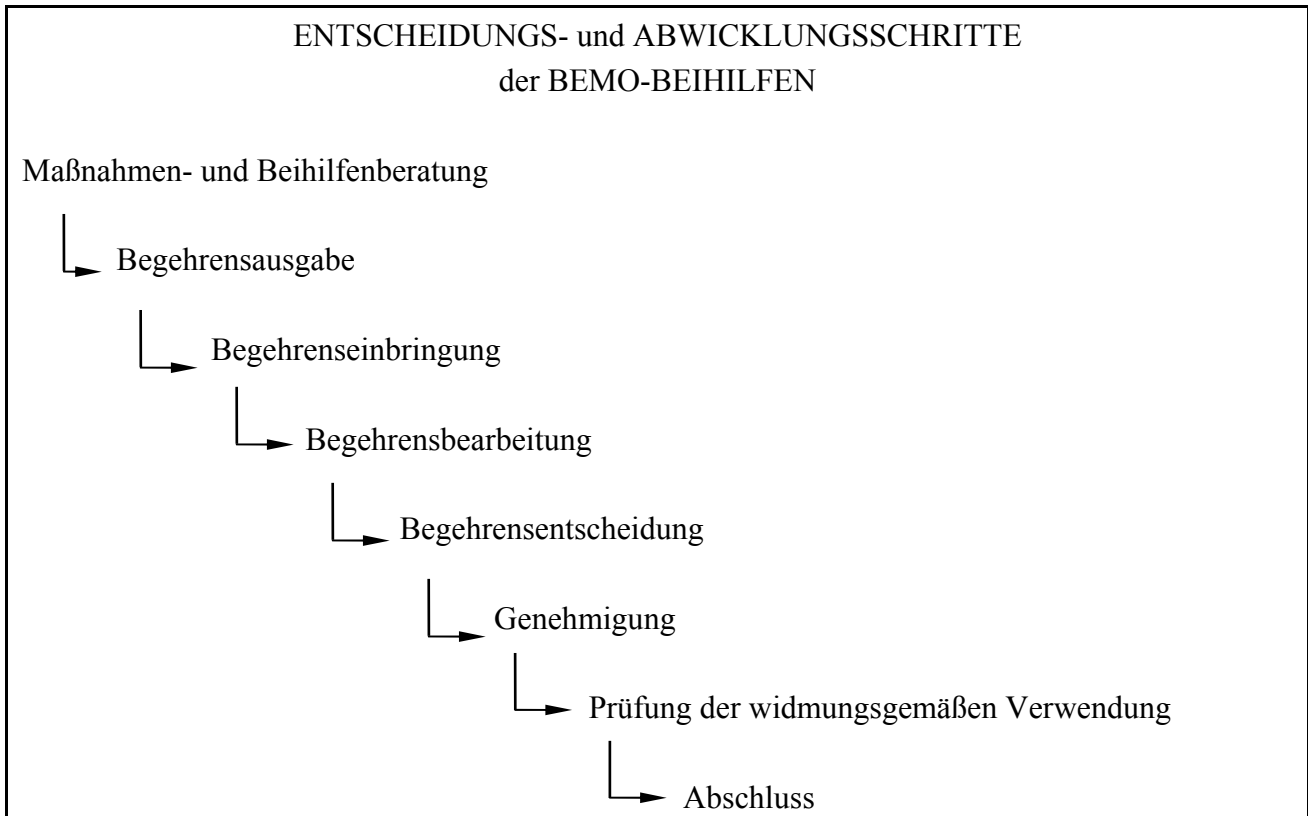 ENTSCHEIDUNGS- und ABWICKLUNGSSCHRITTE
der BEMO-BEIHILFEN
Maßnahmen- und Beihilfenberatung
Begehrensausgabe
Begehrenseinbringung
Begehrensbearbeitung
Begehrensentscheidung
Genehmigung
Prüfung der widmungsgemäßen Verwendung
Abschluss